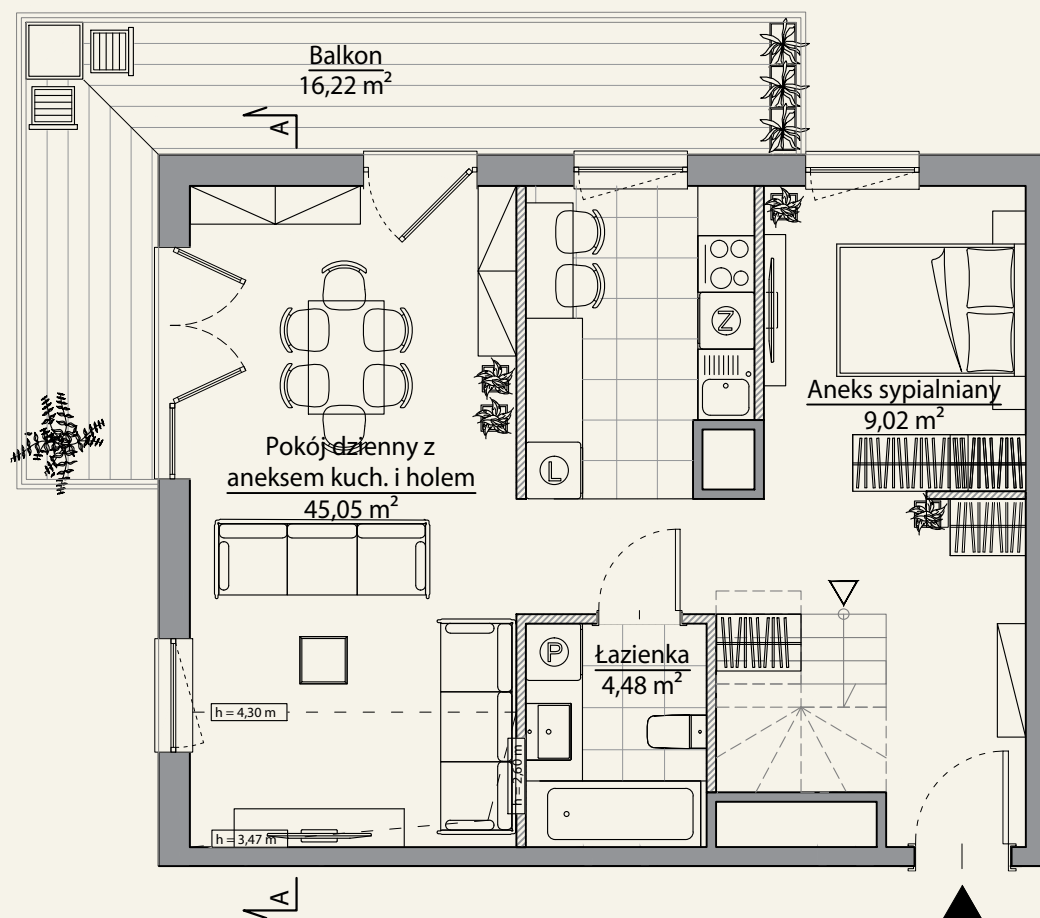 Balkon
16,22 m²
A
Z
Aneks sypialniany
9,02 m²
Pokój dzienny z
aneksem kuch. i holem
45,05 m²
L
P
Łazienka
4,48 m²
h = 4,30 m
h = 2,60 m
h = 3,47 m
A